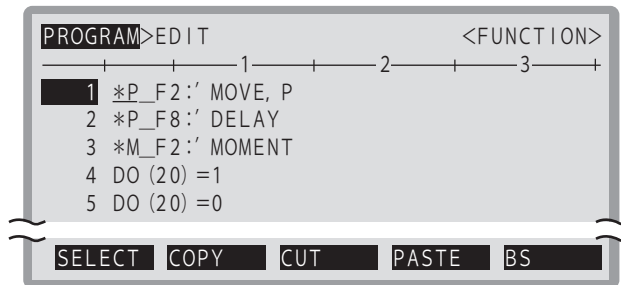 PROGRAM>EDIT <FUNCTION>
1 2 3
1 *P_F2:’ MOVE, P
2 *P_F8:’ DELAY
3 *M_F2:’ MOMENT
4 DO (20) =1
5 DO (20) =0
SELECT COPY CUT PASTE BS